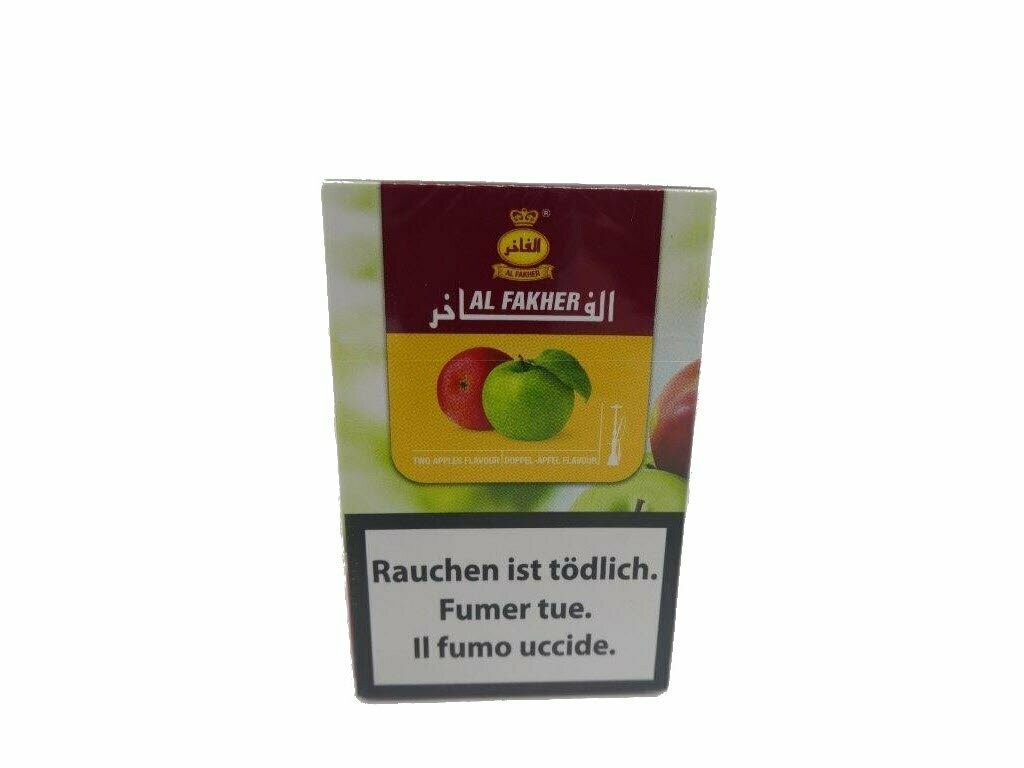 ®
الفاخر
AL FAKHER
الفاخر
AL FAKHER
TWO APPLES FLAVOUR DOPPEL-APFEL FLAVOUR
Rauchen ist tödlich.
Fumer tue.
Il fumo uccide.